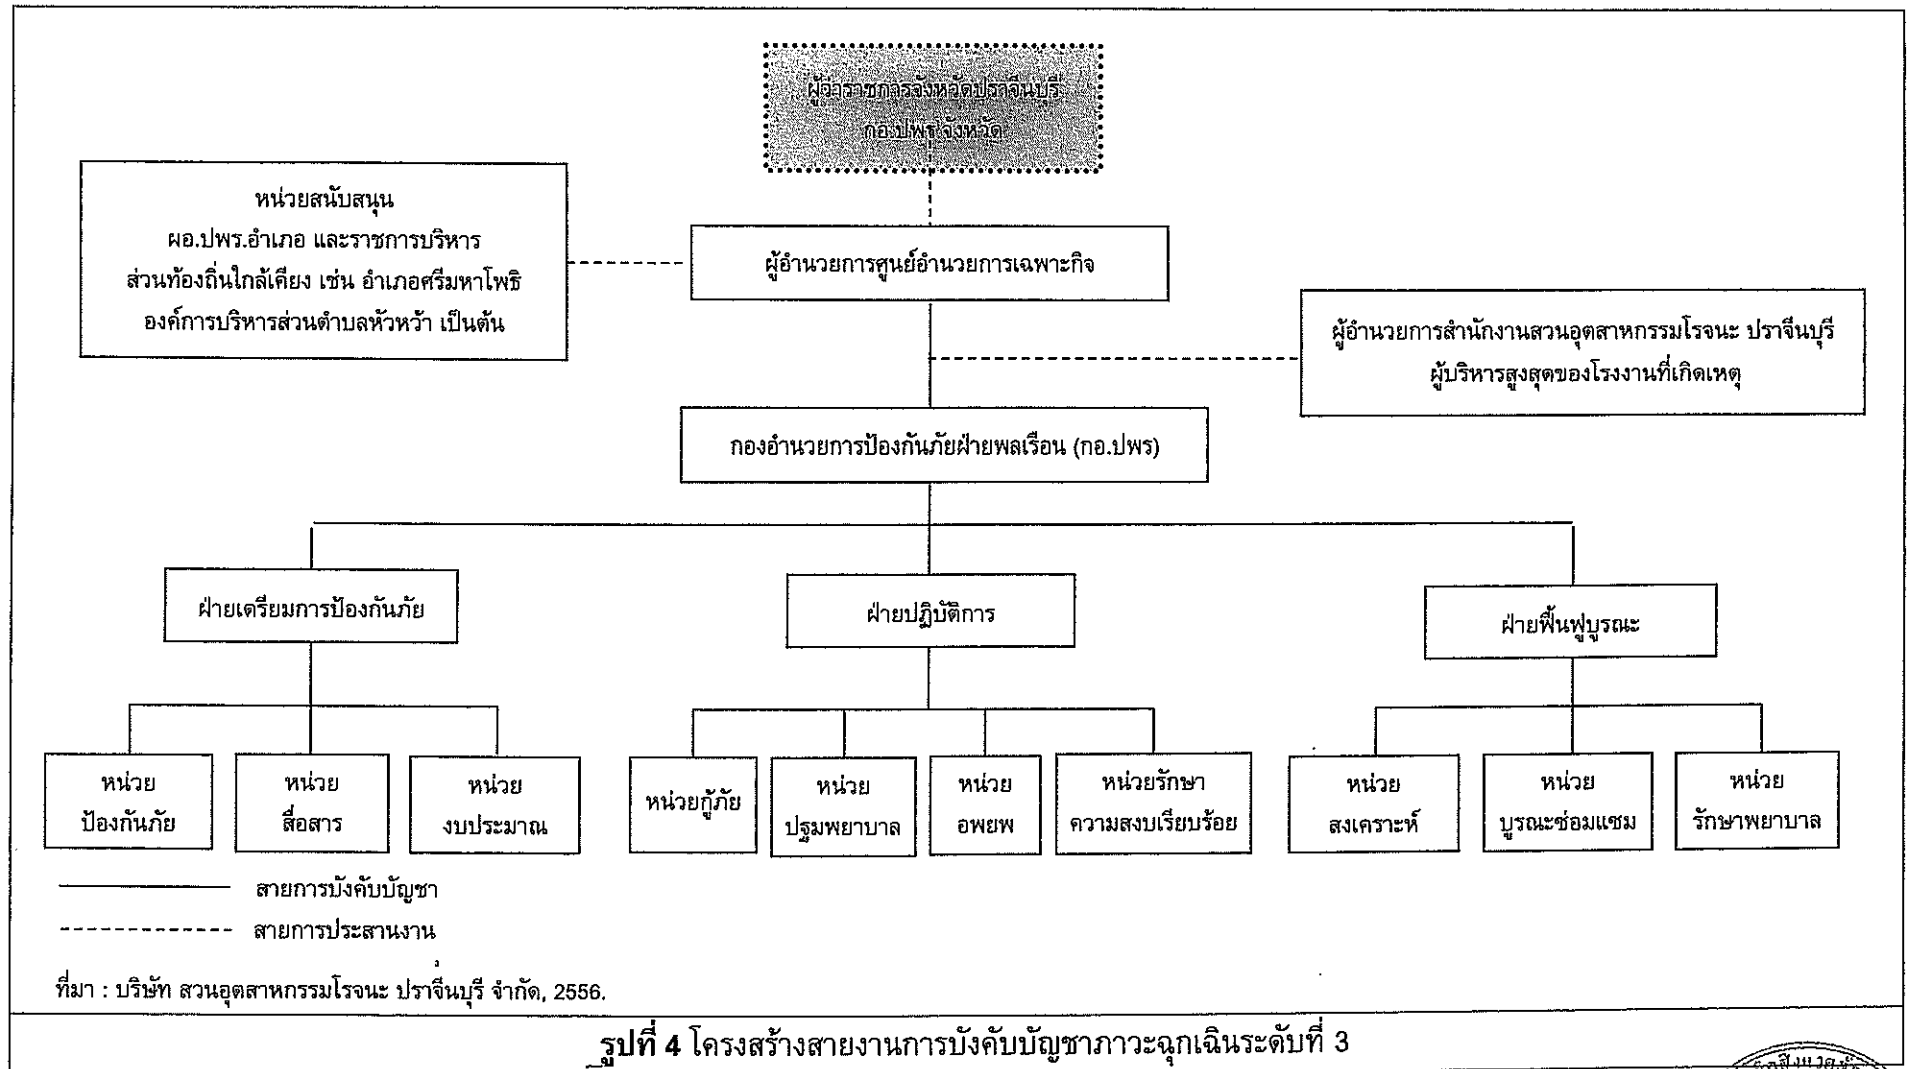 ผู้ว่าราชการจังหวัดปราจีนบุรี
กอ.ปพร.จังหวัด
หน่วยสนับสนุน
ผอ.ปพร.อำเภอ และราชการบริหาร
ส่วนท้องถิ่นใกล้เคียง เช่น อำเภอศรีมหาโพธิ
องค์การบริหารส่วนตำบลหัวหว้า เป็นต้น
ผู้อำนวยการศูนย์อำนวยการเฉพาะกิจ
ผู้อำนวยการสำนักงานสวนอุตสาหกรรมโรจนะ ปราจีนบุรี
ผู้บริหารสูงสุดของโรงงานที่เกิดเหตุ
กองอำนวยการป้องกันภัยฝ่ายพลเรือน (กอ.ปพร)
ฝ่ายเตรียมการป้องกันภัย
ฝ่ายปฏิบัติการ
ฝ่ายฟื้นฟูบูรณะ
หน่วย
ป้องกันภัย
หน่วย
สื่อสาร
หน่วย
งบประมาณ
หน่วยกู้ภัย
หน่วย
ปฐมพยาบาล
หน่วย
อพยพ
หน่วยรักษา
ความสงบเรียบร้อย
หน่วย
สงเคราะห์
หน่วย
บูรณะซ่อมแซม
หน่วย
รักษาพยาบาล
สายการบังคับบัญชา
สายการประสานงาน
ที่มา : บริษัท สวนอุตสาหกรรมโรจนะ ปราจีนบุรี จำกัด, 2556.
รูปที่ 4 โครงสร้างสายงานการบังคับบัญชาภาวะฉุกเฉินระดับที่ 3